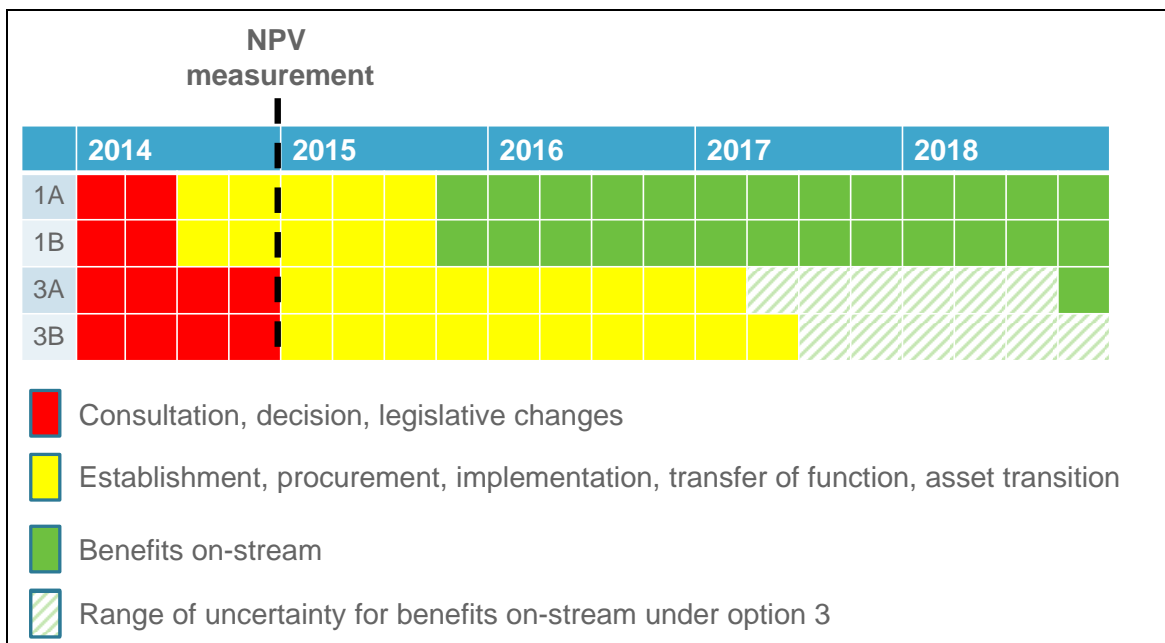 NPV
measurement
2014 2015 2016 2017 2018
1A
1B
3A
3B
Consultation, decision, legislative changes
Establishment, procurement, implementation, transfer of function, asset transition
Benefits on-stream
Range of uncertainty for benefits on-stream under option 3